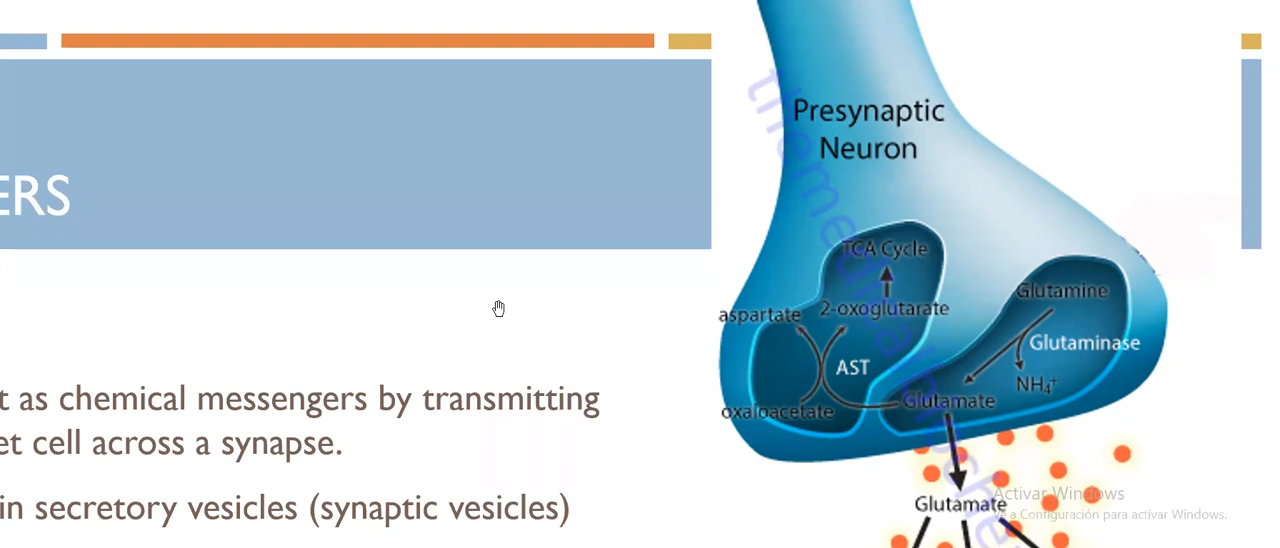 ERS
t as chemical messengers by transmitting
et cell across a synapse.
in secretory vesicles (synaptic vesicles)
Presynaptic
Neuron
TCA Cycle
aspartate
2-oxoglutarate
AST
oxaloacetate
Glutamine
Glutaminase
NH₄⁺
Glutamate
Glutamate
Activar Windows
Ve a Configuración para activar Windows.